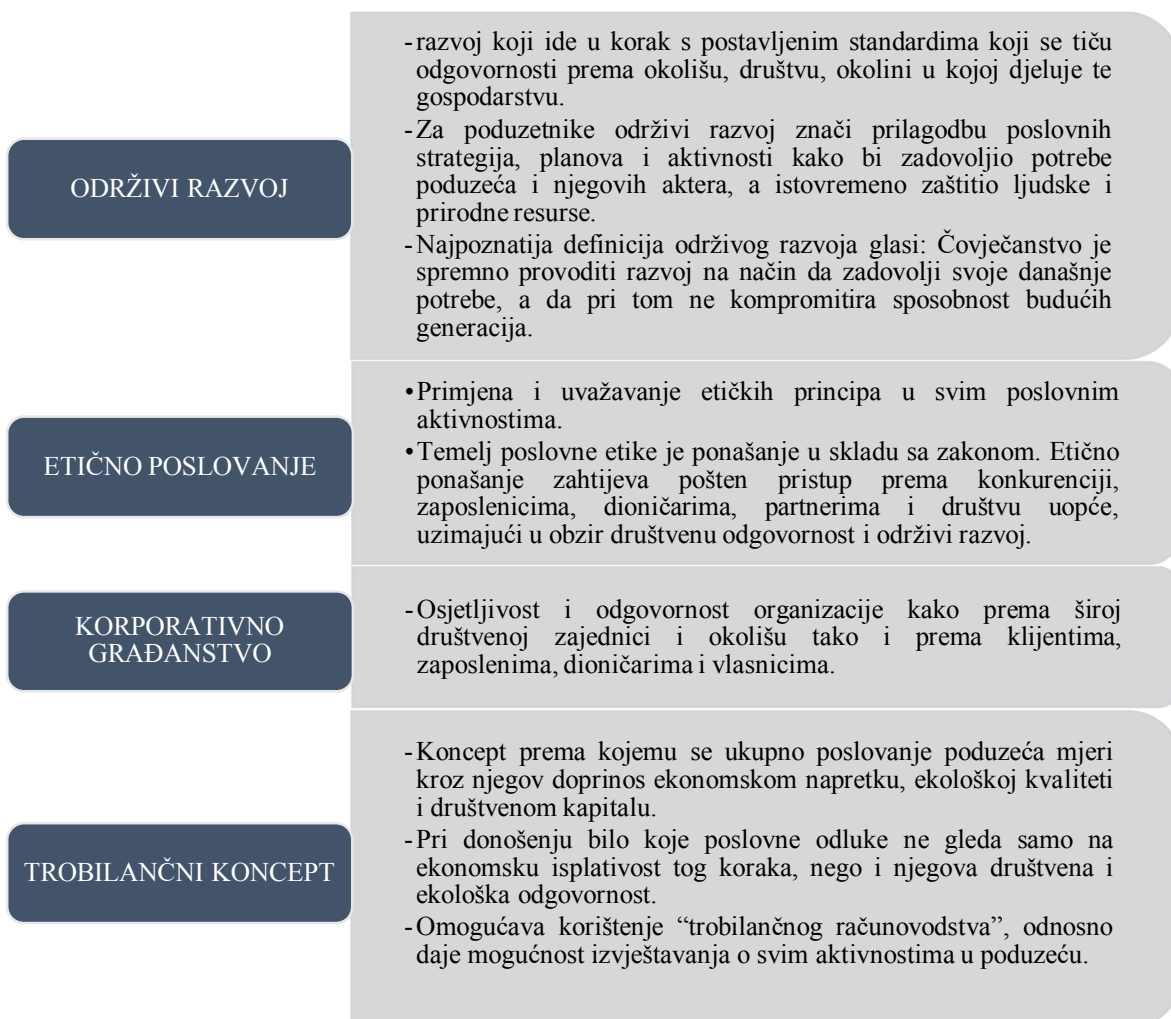 ODRŽIVI RAZVOJ
-razvoj koji ide u korak s postavljenim standardima koji se tiču
odgovornosti prema okolišu, društvu, okolini u kojoj djeluje te
gospodarstvu.
-Za poduzetnike održivi razvoj znači prilagodbu poslovnih
strategija, planova i aktivnosti kako bi zadovoljio potrebe
poduzeća i njegovih aktera, a istovremeno zaštitio ljudske i
prirodne resurse.
-Najpoznatija definicija održivog razvoja glasi: Čovječanstvo je
spremno provoditi razvoj na način da zadovolji svoje današnje
potrebe, a da pri tom ne kompromitira sposobnost budućih
generacija.
ETIČNO POSLOVANJE
•Primjena i uvažavanje etičkih principa u svim poslovnim
aktivnostima.
•Temelj poslovne etike je ponašanje u skladu sa zakonom. Etično
ponašanje zahtijeva pošten pristup prema konkurenciji,
zaposlenicima, dioničarima, partnerima i društvu uopće,
uzimajući u obzir društvenu odgovornost i održivi razvoj.
KORPORATIVNO
GRAĐANSTVO
-Osjetljivost i odgovornost organizacije kako prema široj
društvenoj zajednici i okolišu tako i prema klijentima,
zaposlenima, dioničarima i vlasnicima.
TROBILANČNI KONCEPT
-Koncept prema kojemu se ukupno poslovanje poduzeća mjeri
kroz njegov doprinos ekonomskom napretku, ekološkoj kvaliteti
i društvenom kapitalu.
-Pri donošenju bilo koje poslovne odluke ne gleda samo na
ekonomsku isplativost tog koraka, nego i njegova društvena i
ekološka odgovornost.
-Omogućava korištenje “trobilančnog računovodstva”, odnosno
daje mogućnost izvještavanja o svim aktivnostima u poduzeću.